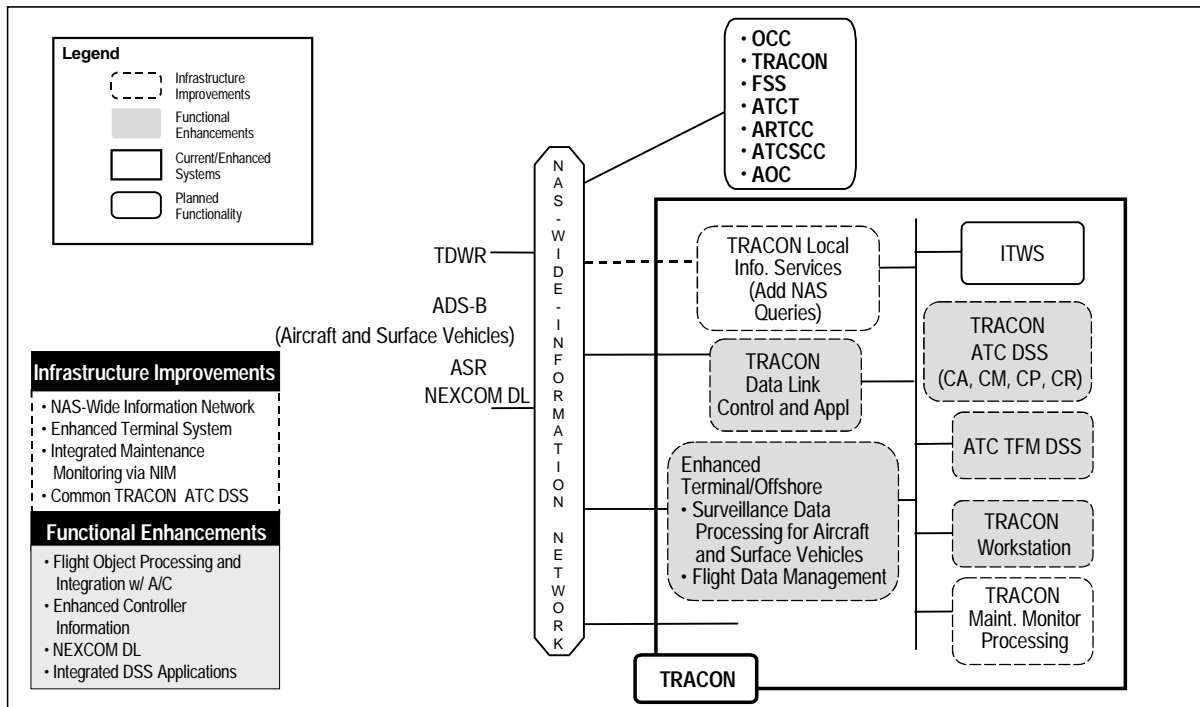 Legend
Infrastructure
Improvements
Functional
Enhancements
Current/Enhanced
Systems
Planned
Functionality
• OCC
• TRACON
• FSS
• ATCT
• ARTCC
• ATCSCC
• AOC
NAS-WIDE-INFORMATION NETWORK
TDWR
ADS-B
(Aircraft and Surface Vehicles)
ASR
NEXCOM DL
TRACON Local
Info. Services
(Add NAS
Queries)
TRACON
Data Link
Control and Appl
Enhanced
Terminal/Offshore
• Surveillance Data
Processing for Aircraft
and Surface Vehicles
• Flight Data Management
ITWS
TRACON
ATC DSS
(CA, CM, CP, CR)
ATC TFM DSS
TRACON
Workstation
TRACON
Maint. Monitor
Processing
TRACON
Infrastructure Improvements
• NAS-Wide Information Network
• Enhanced Terminal System
• Integrated Maintenance
Monitoring via NIM
• Common TRACON ATC DSS
Functional Enhancements
• Flight Object Processing and
Integration w/ A/C
• Enhanced Controller
Information
• NEXCOM DL
• Integrated DSS Applications